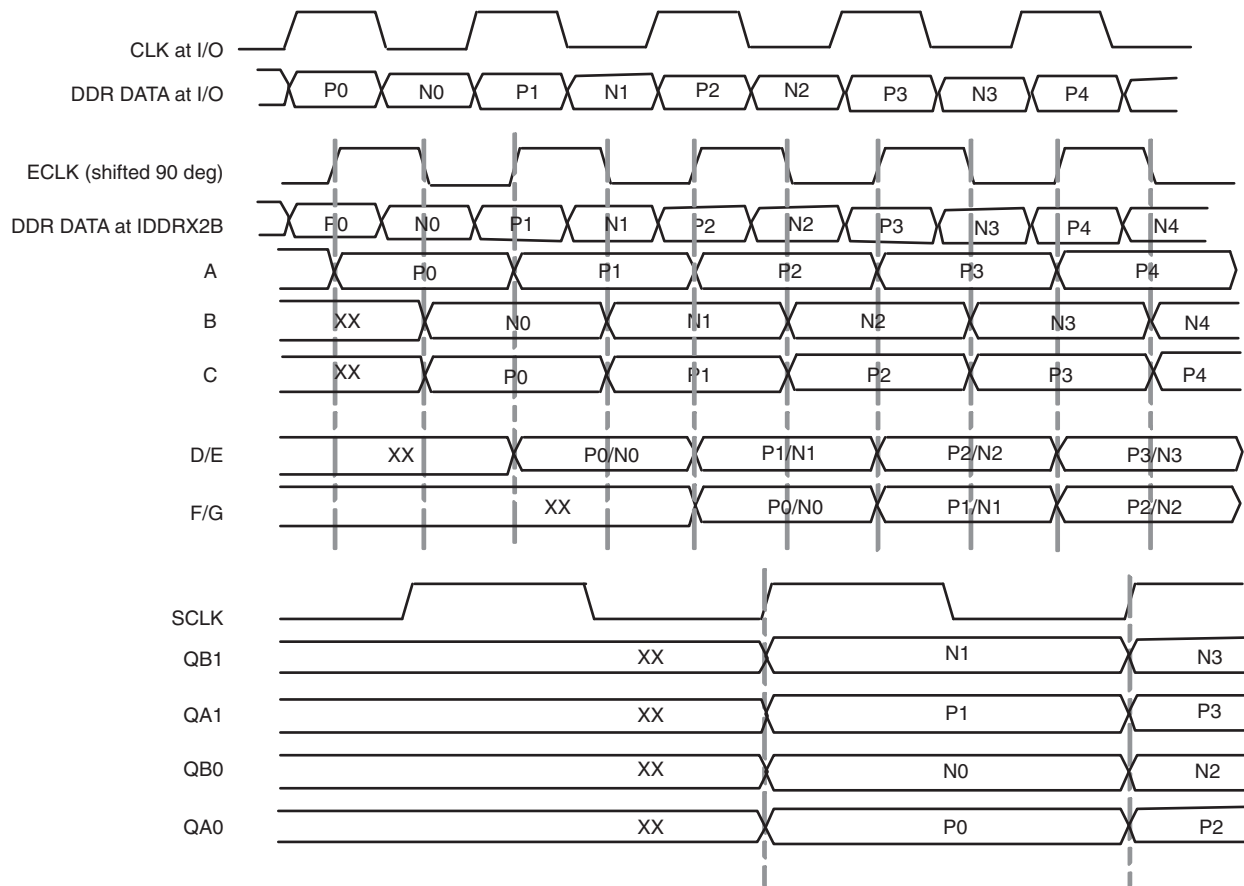 CLK at I/O
DDR DATA at I/O P0 N0 P1 N1 P2 N2 P3 N3 P4
ECLK (shifted 90 deg)
DDR DATA at IDDRX2B P0 N0 P1 N1 P2 N2 P3 N3 P4 N4
A P0 P1 P2 P3 P4
B XX N0 N1 N2 N3 N4
C XX P0 P1 P2 P3 P4
D/E XX P0/N0 P1/N1 P2/N2 P3/N3
F/G XX P0/N0 P1/N1 P2/N2
SCLK
QB1 XX N1 N3
QA1 XX P1 P3
QB0 XX N0 N2
QA0 XX P0 P2